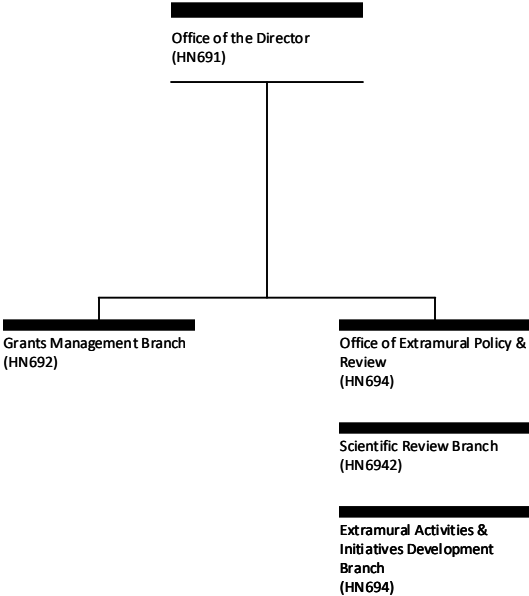 Office of the Director
(HN691)
Grants Management Branch
(HN692)
Office of Extramural Policy &
Review
(HN694)
Scientific Review Branch
(HN6942)
Extramural Activities &
Initiatives Development
Branch
(HN694)